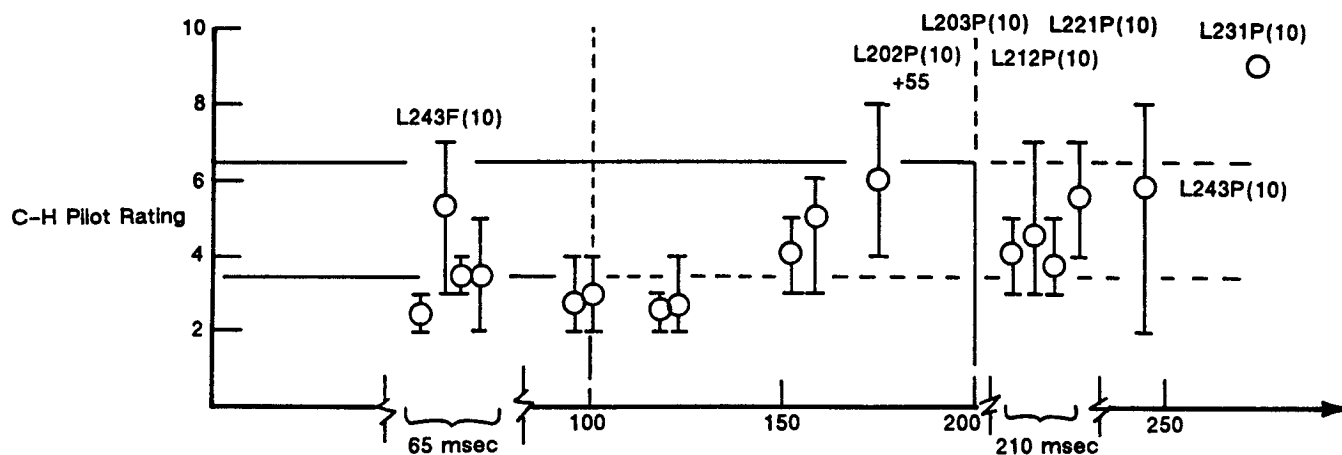 10
8
6
4
2
C-H Pilot Rating
L243F(10)
L202P(10)
+55
L203P(10)
L212P(10)
L221P(10)
L231P(10)
L243P(10)
65 msec
100
150
200
210 msec
250